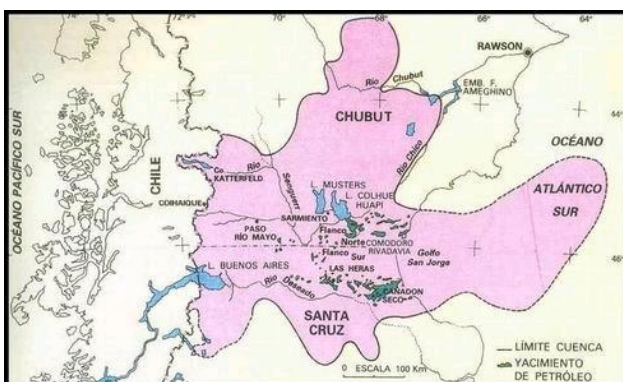 72°
70°
68°
66°
64°
RAWSON
Río Chubut
EMB. F.
AMEGHINO
CHUBUT
44°
OCÉANO PACÍFICO SUR
CHILE
OCÉANO
ATLÁNTICO
SUR
Río Chico
Co. Río
KATTERFELD
Senguerr
L. MUSTERS
L. COLHUE
HUAPI
COIHAIQUE
SARMIENTO
PASO
RÍO MAYO
Flanco
Norte
COMODORO
RIVADAVIA
Flanco
Sur
Golfo
San Jorge
46°
L. BUENOS AIRES
LAS HERAS
Río Deseado
CAÑADON
SECO
SANTA
CRUZ
0 ESCALA 100 Km
LÍMITE CUENCA
YACIMIENTO
DE PETRÓLEO